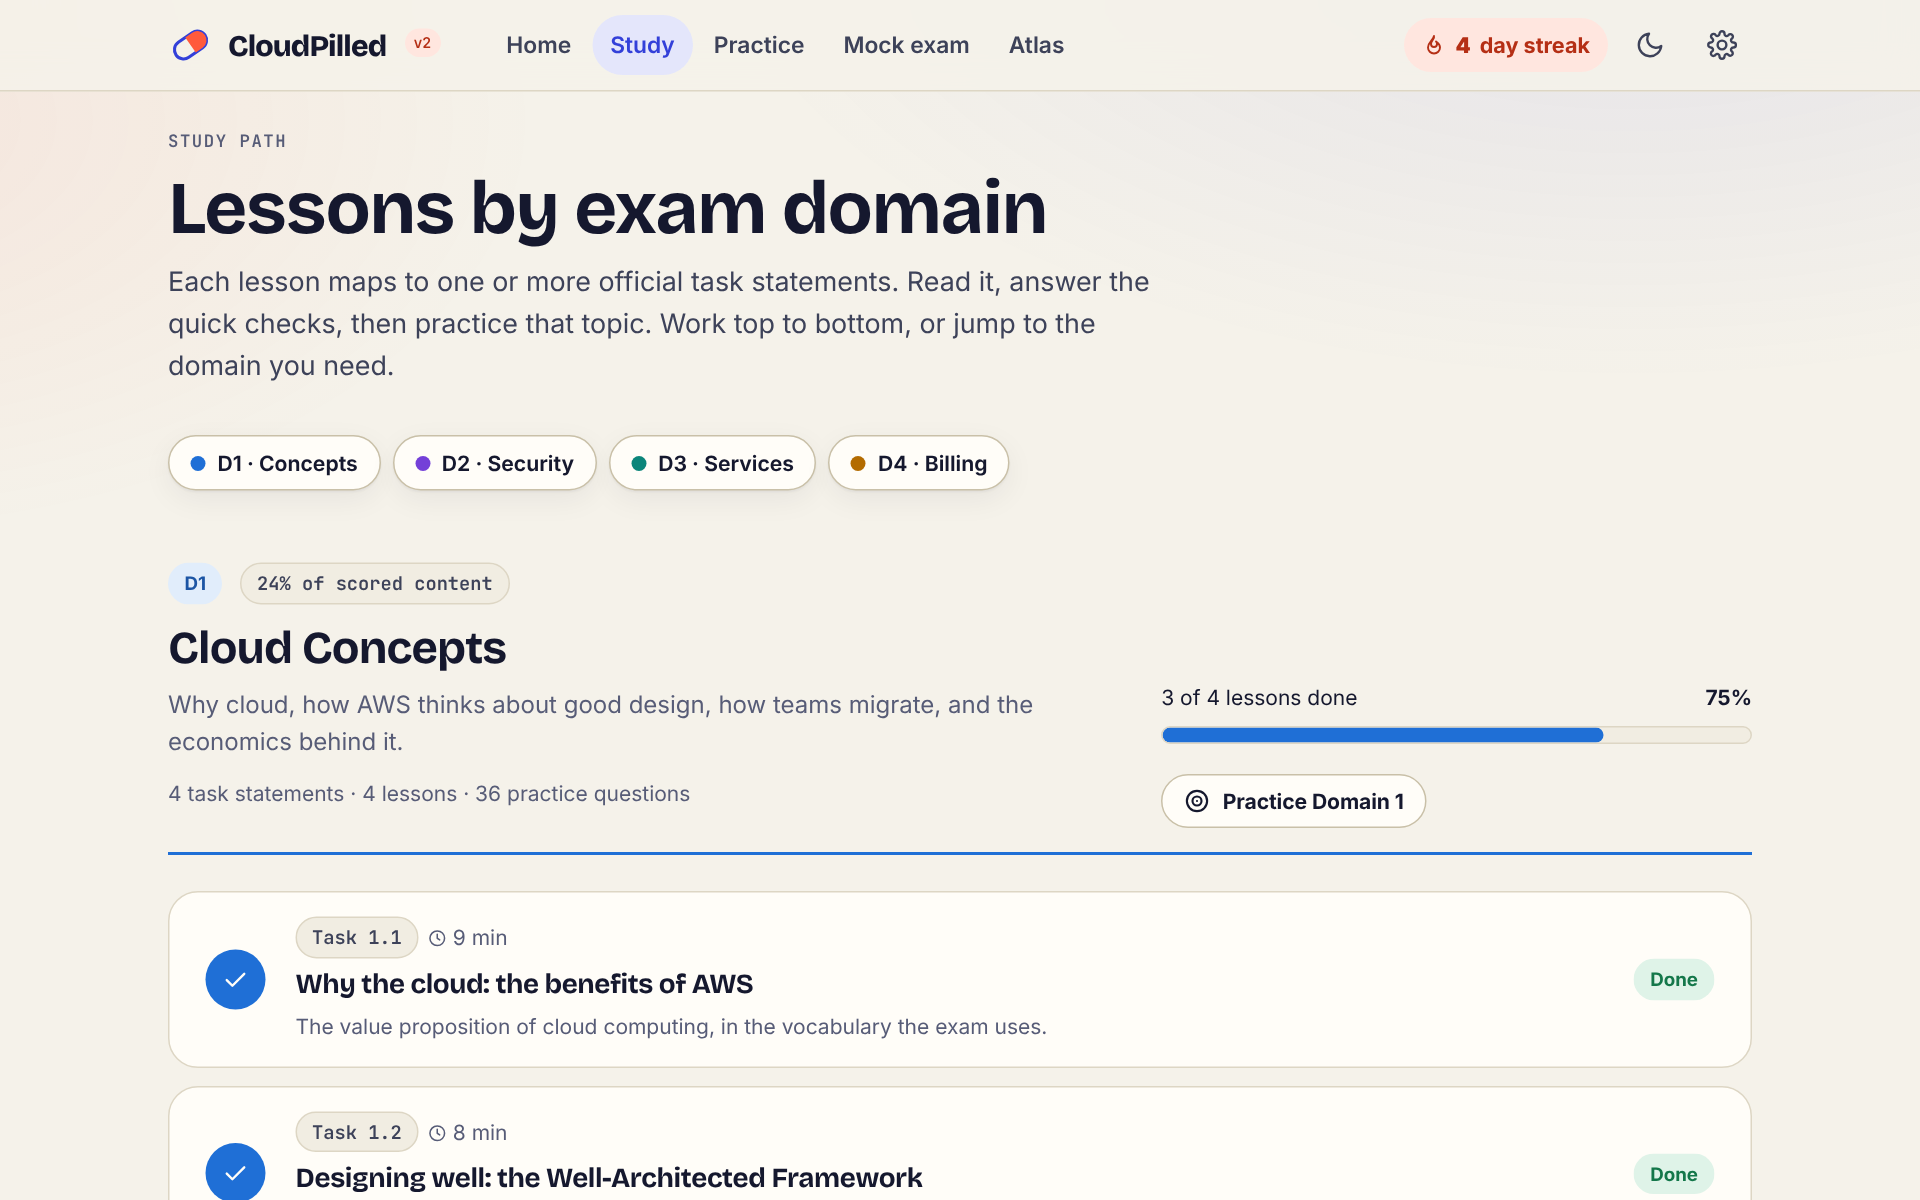 CloudPilled v2 Home Study Practice Mock exam Atlas 4 day streak
STUDY PATH
Lessons by exam domain
Each lesson maps to one or more official task statements. Read it, answer the
quick checks, then practice that topic. Work top to bottom, or jump to the
domain you need.
D1 · Concepts D2 · Security D3 · Services D4 · Billing
D1 24% of scored content
Cloud Concepts
Why cloud, how AWS thinks about good design, how teams migrate, and the
economics behind it.
4 task statements · 4 lessons · 36 practice questions
3 of 4 lessons done 75%
Practice Domain 1
Task 1.1 9 min
Why the cloud: the benefits of AWS
The value proposition of cloud computing, in the vocabulary the exam uses.
Done
Task 1.2 8 min
Designing well: the Well-Architected Framework
Done